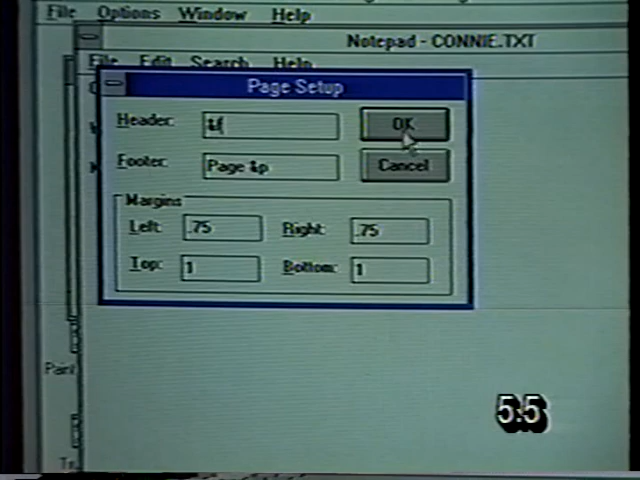 File Options Window Help
Notepad - CONNIE.TXT
File Edit Search Help
Page Setup
Header: &f
OK
Footer: Page &p
Cancel
Margins
Left: .75 Right: .75
Top: 1 Bottom: 1
Paint
5.5